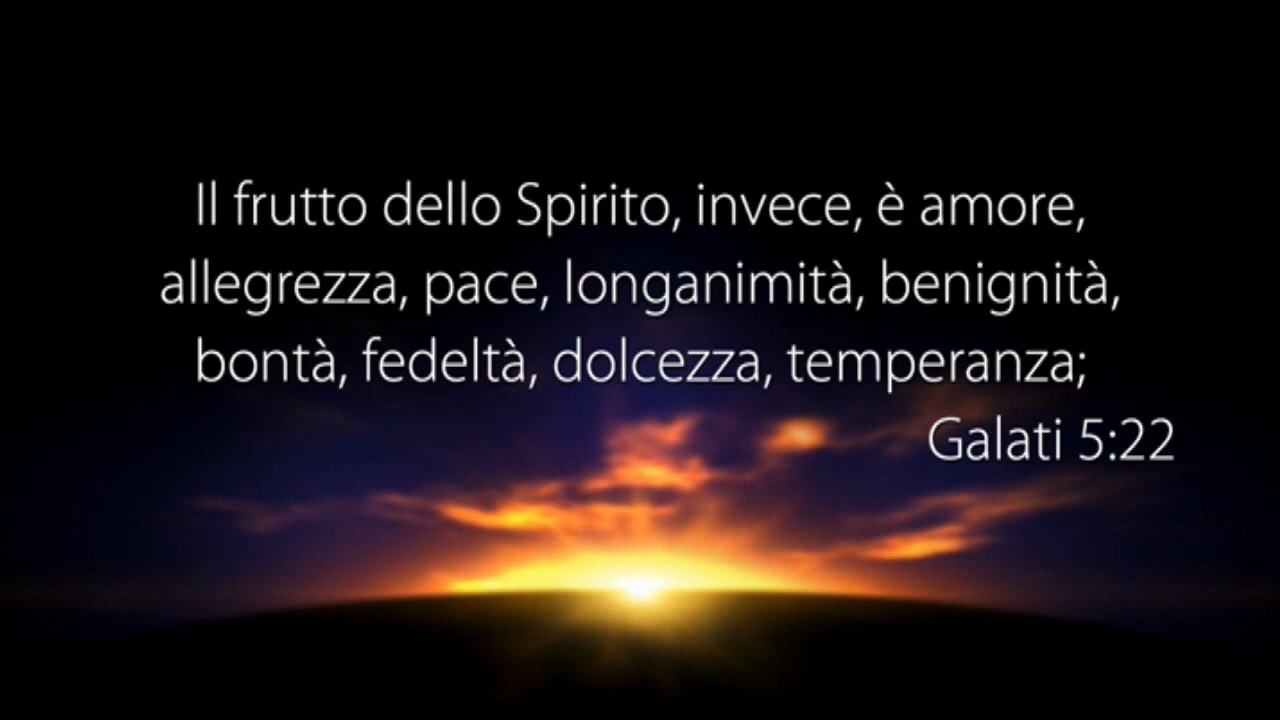 Il frutto dello Spirito, invece, è amore,
allegrezza, pace, longanimità, benignità,
bontà, fedeltà, dolcezza, temperanza;
Galati 5:22